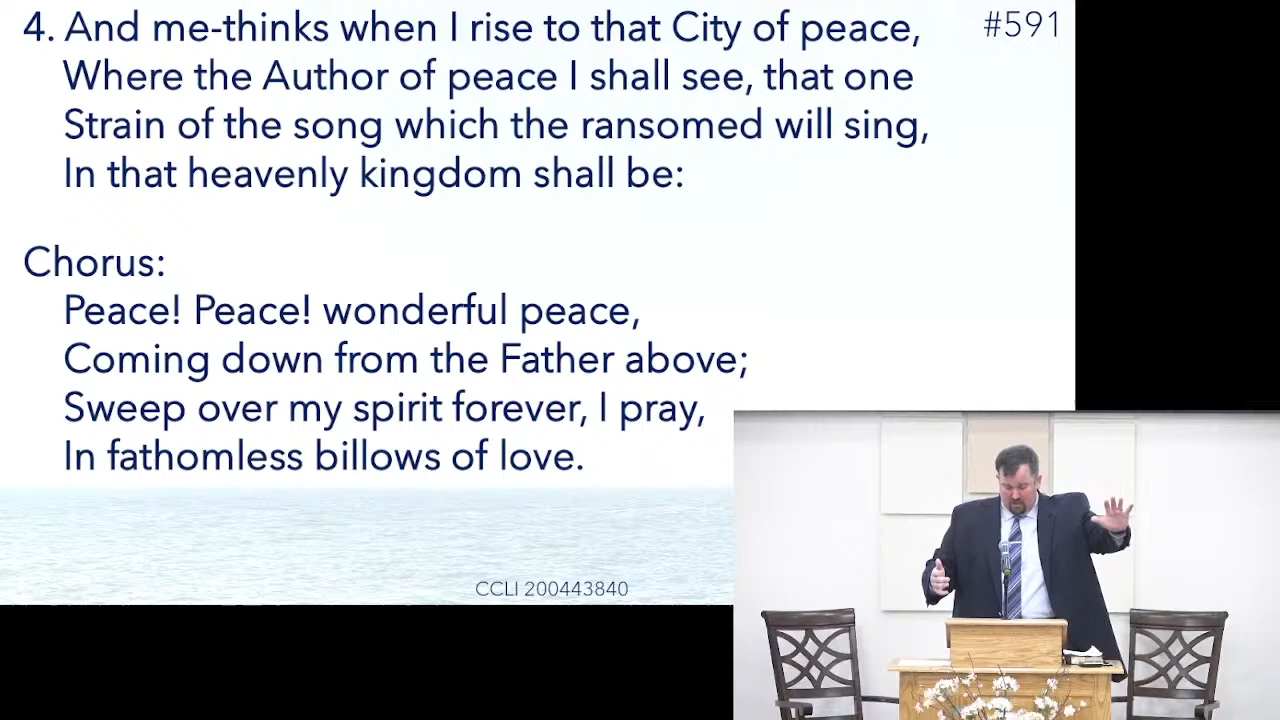 4. And me-thinks when I rise to that City of peace,
#591
Where the Author of peace I shall see, that one
Strain of the song which the ransomed will sing,
In that heavenly kingdom shall be:
Chorus:
Peace! Peace! wonderful peace,
Coming down from the Father above;
Sweep over my spirit forever, I pray,
In fathomless billows of love.
CCLI 200443840